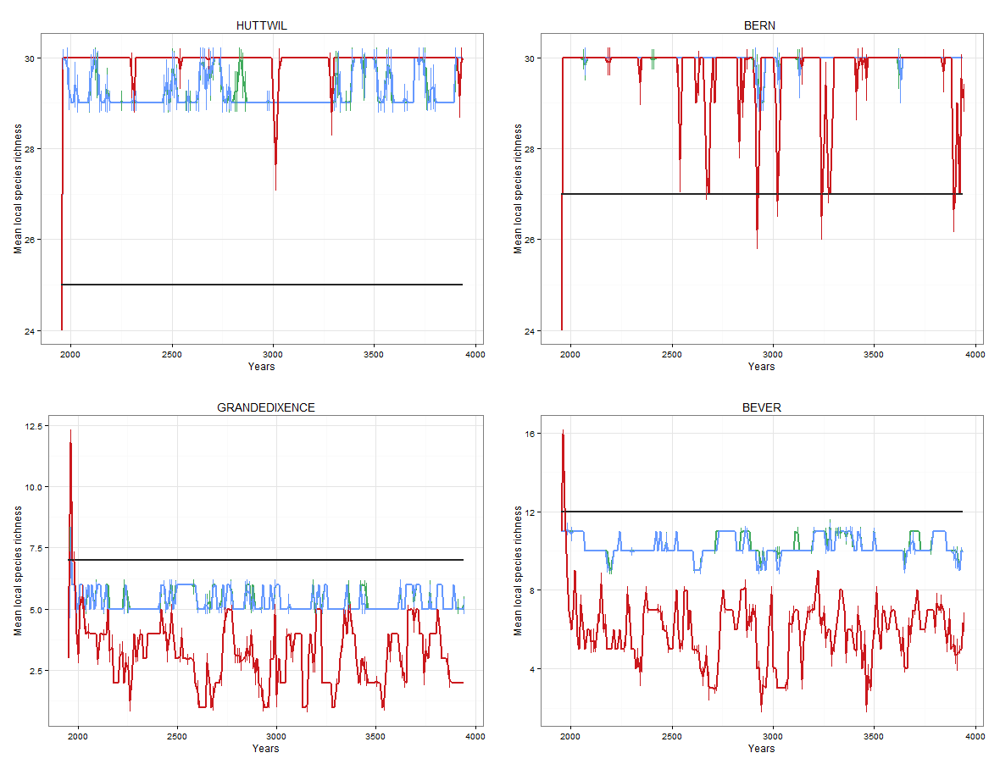 HUTTWIL
Mean local species richness
30
28
26
24
2000 2500 3000 3500 4000
Years
BERN
Mean local species richness
30
28
26
24
2000 2500 3000 3500 4000
Years
GRANDEDIXENCE
Mean local species richness
12.5
10.0
7.5
5.0
2.5
2000 2500 3000 3500 4000
Years
BEVER
Mean local species richness
16
12
8
4
2000 2500 3000 3500 4000
Years